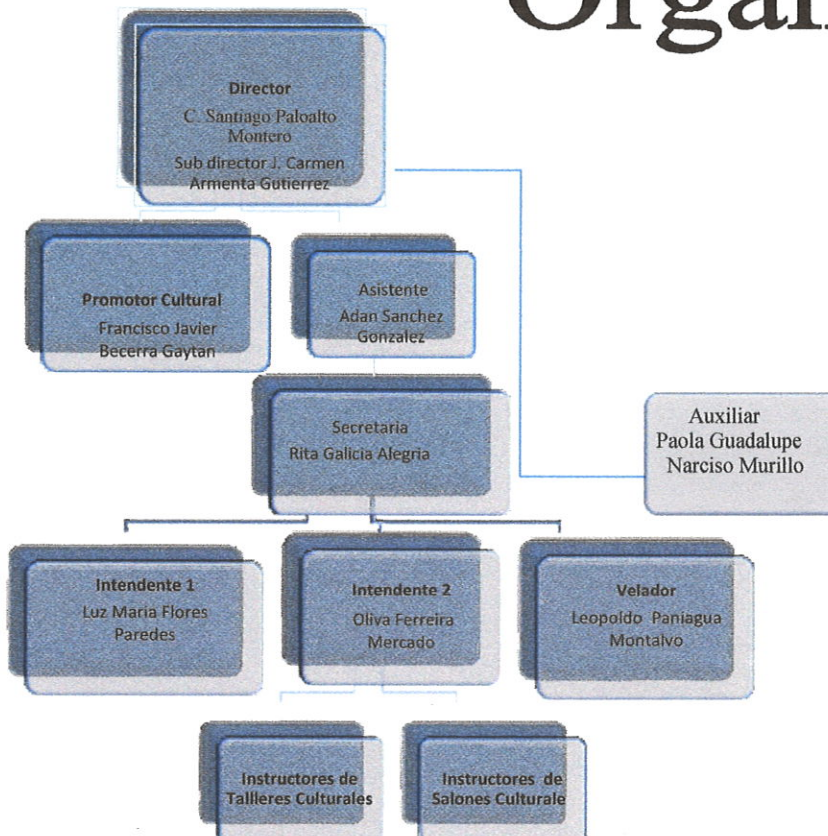 Organ
Director
C. Santiago Paloalto
Montero
Sub director J. Carmen
Armenta Gutierrez
Promotor Cultural
Francisco Javier
Becerra Gaytan
Asistente
Adan Sanchez
Gonzalez
Secretaria
Rita Galicia Alegria
Auxiliar
Paola Guadalupe
Narciso Murillo
Intendente 1
Luz Maria Flores
Paredes
Intendente 2
Oliva Ferreira
Mercado
Velador
Leopoldo Paniagua
Montalvo
Instructores de
Tallleres Culturales
Instructores de
Salones Culturale